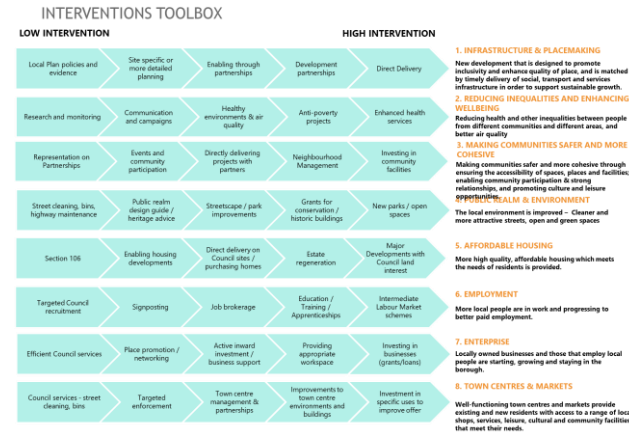 INTERVENTIONS TOOLBOX
LOW INTERVENTION
HIGH INTERVENTION
Local Plan policies and
evidence
Site specific or
more detailed
planning
Enabling through
partnerships
Development
partnerships
Direct Delivery
1. INFRASTRUCTURE & PLACEMAKING
New development that is designed to promote
inclusivity and enhance quality of place, and is matched
by timely delivery of social, transport and services
infrastructure in order to support sustainable growth.
Research and monitoring
Communication
and campaigns
Healthy
environments & air
quality
Anti-poverty
projects
Enhanced health
services
2. REDUCING INEQUALITIES AND ENHANCING
WELLBEING
Reducing health and other inequalities between people
from different communities and different areas, and
better air quality
Representation on
Partnerships
Events and
community
participation
Directly delivering
projects with
partners
Neighbourhood
Management
Investing in
community
facilities
3. MAKING COMMUNITIES SAFER AND MORE
COHESIVE
Making communities safer and more cohesive through
ensuring the accessibility of spaces, places and facilities;
enabling community participation & strong
relationships, and promoting culture and leisure
opportunities.
Street cleaning, bins,
highway maintenance
Public realm
design guide /
heritage advice
Streetscape / park
improvements
Grants for
conservation /
historic buildings
New parks / open
spaces
4. PUBLIC REALM & ENVIRONMENT
The local environment is improved – Cleaner and
more attractive streets, open and green spaces
Section 106
Enabling housing
developments
Direct delivery on
Council sites /
purchasing homes
Estate
regeneration
Major
Developments with
Council land
interest
5. AFFORDABLE HOUSING
More high quality, affordable housing which meets
the needs of residents is provided.
Targeted Council
recruitment
Signposting
Job brokerage
Education /
Training /
Apprenticeships
Intermediate
Labour Market
schemes
6. EMPLOYMENT
More local people are in work and progressing to
better paid employment.
Efficient Council services
Place promotion /
networking
Active inward
investment /
business support
Providing
appropriate
workspace
Investing in
businesses
(grants/loans)
7. ENTERPRISE
Locally owned businesses and those that employ local
people are starting, growing and staying in the
borough.
Council services - street
cleaning, bins
Targeted
enforcement
Town centre
management &
partnerships
Improvements to
town centre
environments and
buildings
Investment in
specific uses to
improve offer
8. TOWN CENTRES & MARKETS
Well-functioning town centres and markets provide
existing and new residents with access to a range of local
shops, services, leisure, cultural and community facilities
that meet their needs.